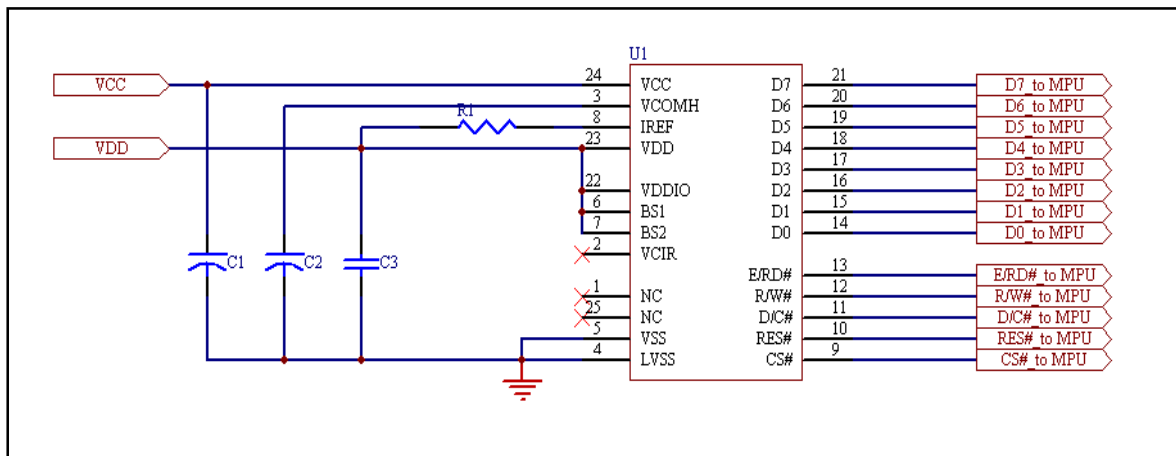 U1
VCC 24 VCC D7 21 D7_to MPU
3 VCOMH D6 20 D6_to MPU
R1 8 IREF D5 19 D5_to MPU
VDD 23 VDD D4 18 D4_to MPU
D3 17 D3_to MPU
22 VDDIO D2 16 D2_to MPU
6 BS1 D1 15 D1_to MPU
7 BS2 D0 14 D0_to MPU
2 VCIR
C1 C2 C3
E/RD# 13 E/RD#_to MPU
1 NC R/W# 12 R/W#_to MPU
25 NC D/C# 11 D/C#_to MPU
5 VSS RES# 10 RES#_to MPU
4 LVSS CS# 9 CS#_to MPU